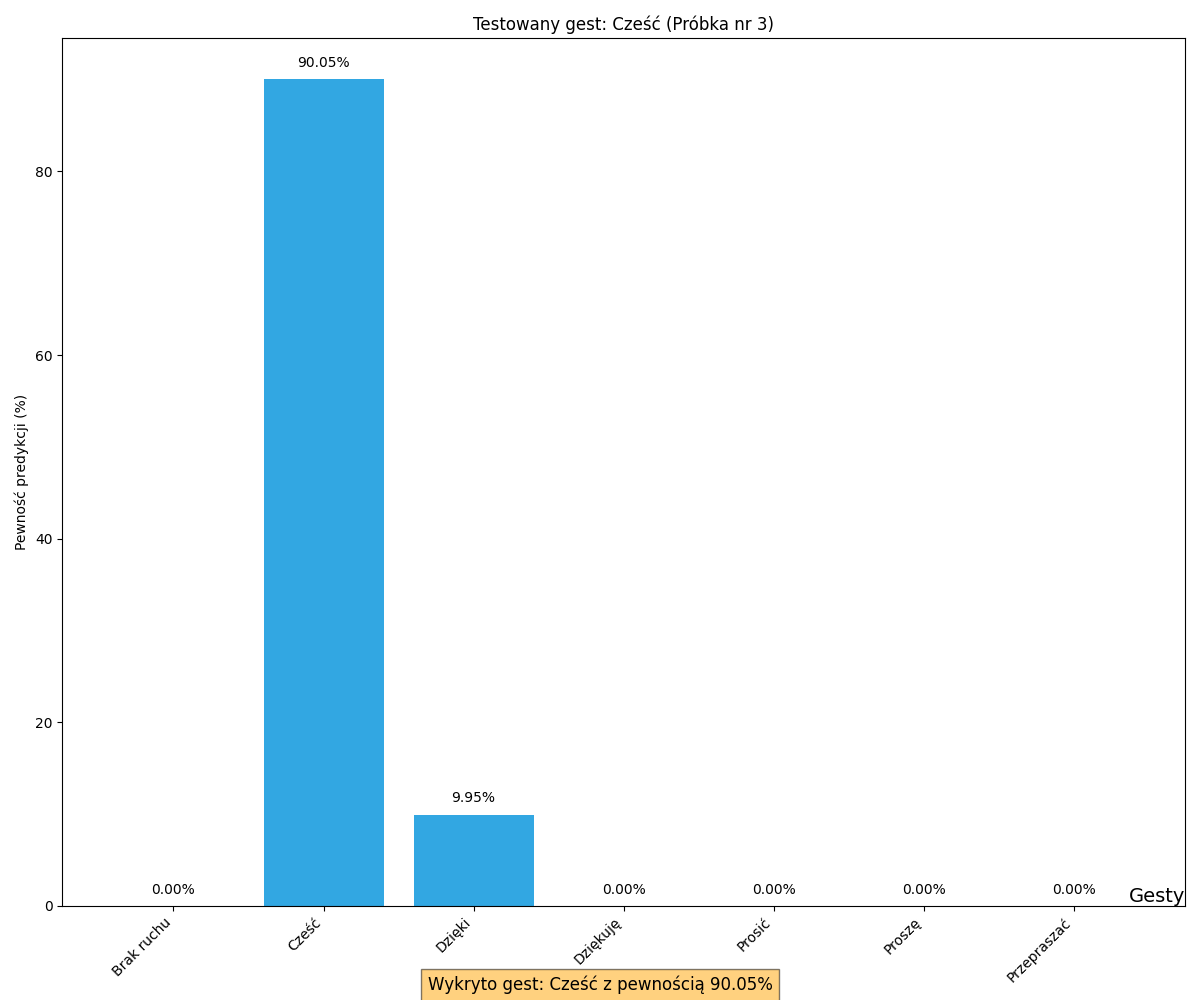 Testowany gest: Cześć (Próbka nr 3)
90.05%
80
60
Pewność predykcji (%)
40
20
9.95%
0.00%
0.00%
0.00%
0.00%
0.00%
Gesty
0
Brak ruchu
Cześć
Dzięki
Dziękuję
Prosić
Proszę
Przepraszać
Wykryto gest: Cześć z pewnością 90.05%